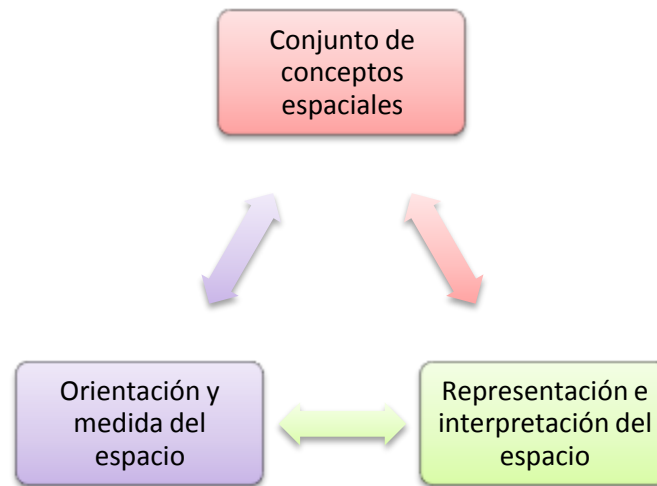 Conjunto de
conceptos
espaciales
Orientación y
medida del
espacio
Representación e
interpretación del
espacio